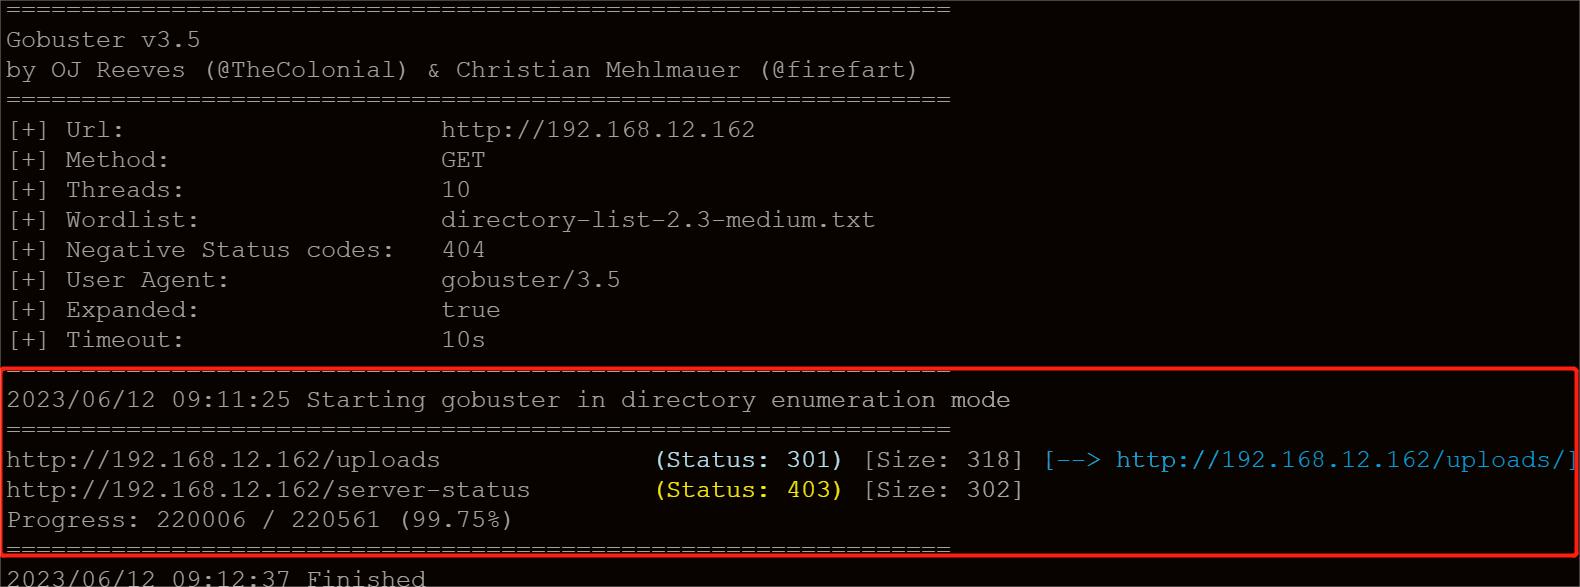 ===============================================================
Gobuster v3.5
by OJ Reeves (@TheColonial) & Christian Mehlmauer (@firefart)
===============================================================
[+] Url:                     http://192.168.12.162
[+] Method:                  GET
[+] Threads:                 10
[+] Wordlist:                directory-list-2.3-medium.txt
[+] Negative Status codes:   404
[+] User Agent:              gobuster/3.5
[+] Expanded:                true
[+] Timeout:                 10s
===============================================================
2023/06/12 09:11:25 Starting gobuster in directory enumeration mode
===============================================================
http://192.168.12.162/uploads              (Status: 301) [Size: 318] [--> http://192.168.12.162/uploads/]
http://192.168.12.162/server-status        (Status: 403) [Size: 302]
Progress: 220006 / 220561 (99.75%)
===============================================================
2023/06/12 09:12:37 Finished